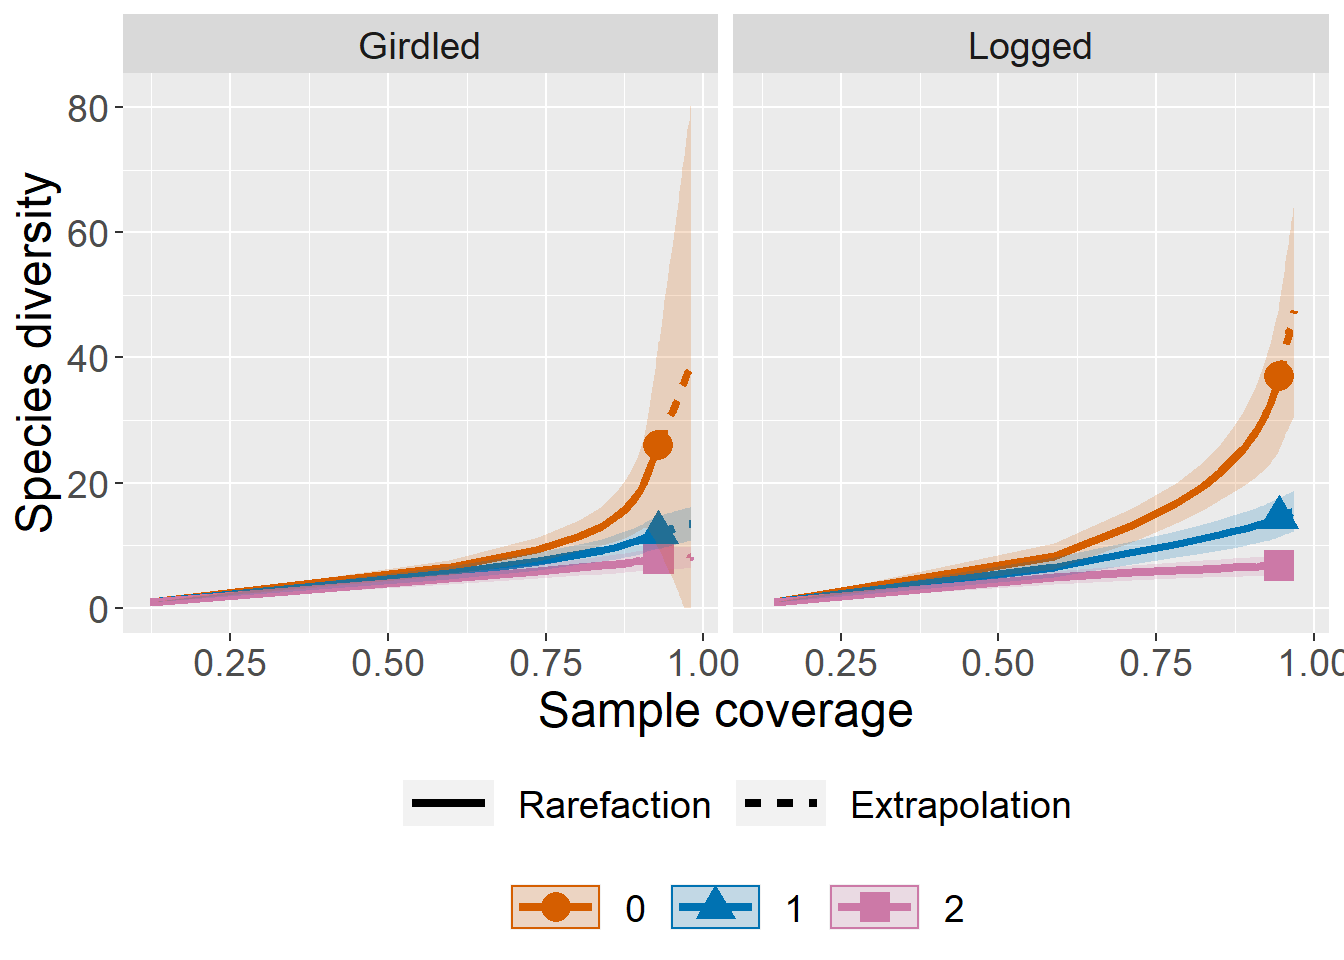 Girdled Logged
Species diversity
80
60
40
20
0
0.25 0.50 0.75 1.00 0.25 0.50 0.75 1.00
Sample coverage
Rarefaction Extrapolation
0 1 2